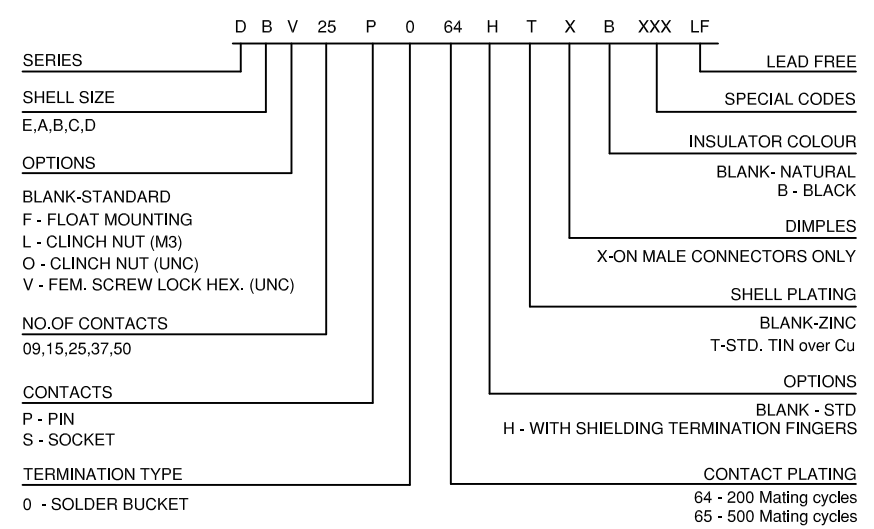 D B V 25 P 0 64 H T X B XXX LF
SERIES
SHELL SIZE
E,A,B,C,D
OPTIONS
BLANK-STANDARD
F - FLOAT MOUNTING
L - CLINCH NUT (M3)
O - CLINCH NUT (UNC)
V - FEM. SCREW LOCK HEX. (UNC)
NO.OF CONTACTS
09,15,25,37,50
CONTACTS
P - PIN
S - SOCKET
TERMINATION TYPE
0 - SOLDER BUCKET
LEAD FREE
SPECIAL CODES
INSULATOR COLOUR
BLANK- NATURAL
B - BLACK
DIMPLES
X-ON MALE CONNECTORS ONLY
SHELL PLATING
BLANK-ZINC
T-STD. TIN over Cu
OPTIONS
BLANK - STD
H - WITH SHIELDING TERMINATION FINGERS
CONTACT PLATING
64 - 200 Mating cycles
65 - 500 Mating cycles